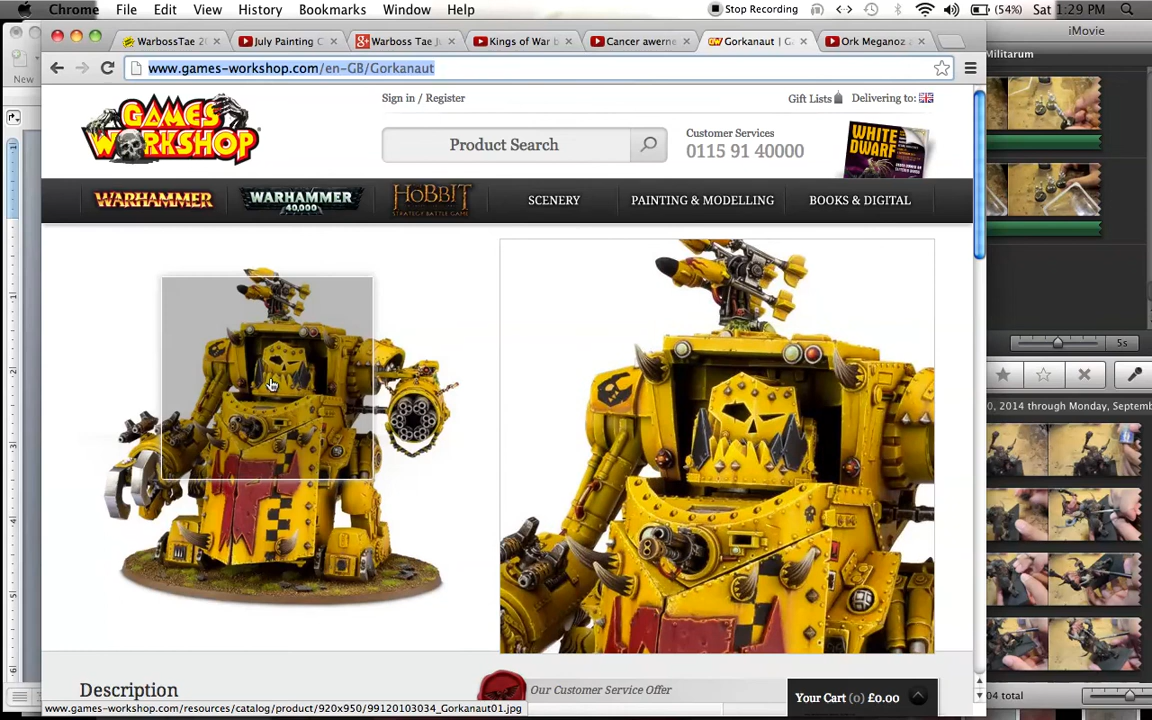 Chrome File Edit View History Bookmarks Window Help Stop Recording (54%) Sat 1:29 PM
iMovie
WarbossTae 2 July Painting C Warboss Tae Ju Kings of War b Cancer awerne Gorkanaut | G Ork Meganoz a
Militarum
New
www.games-workshop.com/en-GB/Gorkanaut
Sign in / Register Gift Lists Delivering to:
GAMES WORKSHOP
Product Search
Customer Services
0115 91 40000
WHITE DWARF
WARHAMMER WARHAMMER 40,000 HOBBIT STRATEGY BATTLE GAME SCENERY PAINTING & MODELLING BOOKS & DIGITAL
5s
0, 2014 through Monday, Septemb
Description
Our Customer Service Offer
Your Cart (0) £0.00
04 total
www.games-workshop.com/resources/catalog/product/920x950/99120103034_Gorkanaut01.jpg